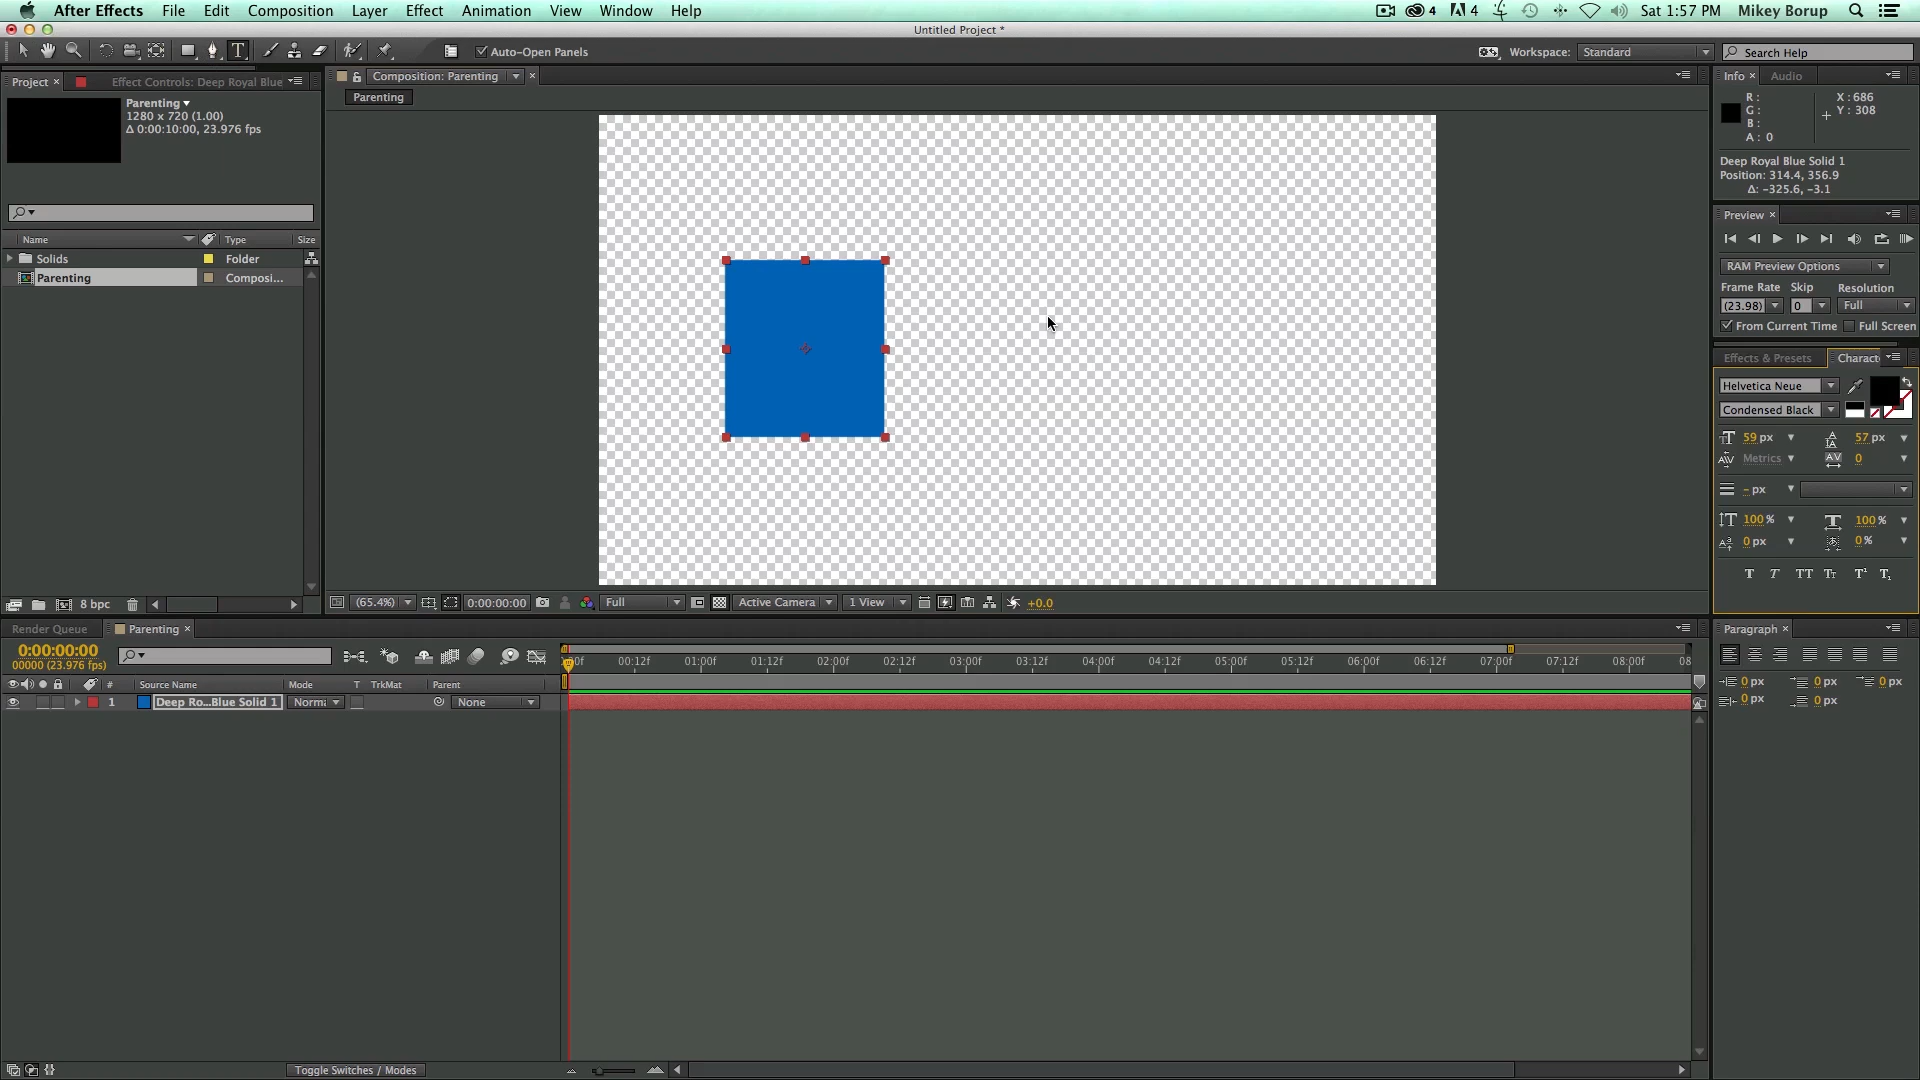 After Effects File Edit Composition Layer Effect Animation View Window Help 4 4 Sat 1:57 PM Mikey Borup
Untitled Project *
T Auto-Open Panels Workspace: Standard Search Help
Project × Effect Controls: Deep Royal Blue
Parenting
1280 x 720 (1.00)
Δ 0:00:10:00, 23.976 fps
Name Type Size
Solids Folder
Parenting Composi...
8 bpc
Composition: Parenting ×
Parenting
(65.4%) 0:00:00:00 Full Active Camera 1 View +0.0
Info × Audio
R :
G :
B :
A : 0
X : 686
Y : 308
Deep Royal Blue Solid 1
Position: 314.4, 356.9
Δ: -325.6, -3.1
Preview ×
RAM Preview Options
Frame Rate Skip Resolution
(23.98) 0 Full
From Current Time Full Screen
Effects & Presets Charact
Helvetica Neue
Condensed Black
59 px 57 px
Metrics 0
- px
100 % 100 %
0 px 0 %
T T TT Tt T¹ T₁
Render Queue Parenting ×
0:00:00:00
00000 (23.976 fps)
:00f 00:12f 01:00f 01:12f 02:00f 02:12f 03:00f 03:12f 04:00f 04:12f 05:00f 05:12f 06:00f 06:12f 07:00f 07:12f 08:00f 08
# Source Name Mode T TrkMat Parent
1 Deep Ro...Blue Solid 1 Norma None
Toggle Switches / Modes
Paragraph ×
0 px 0 px 0 px
0 px 0 px